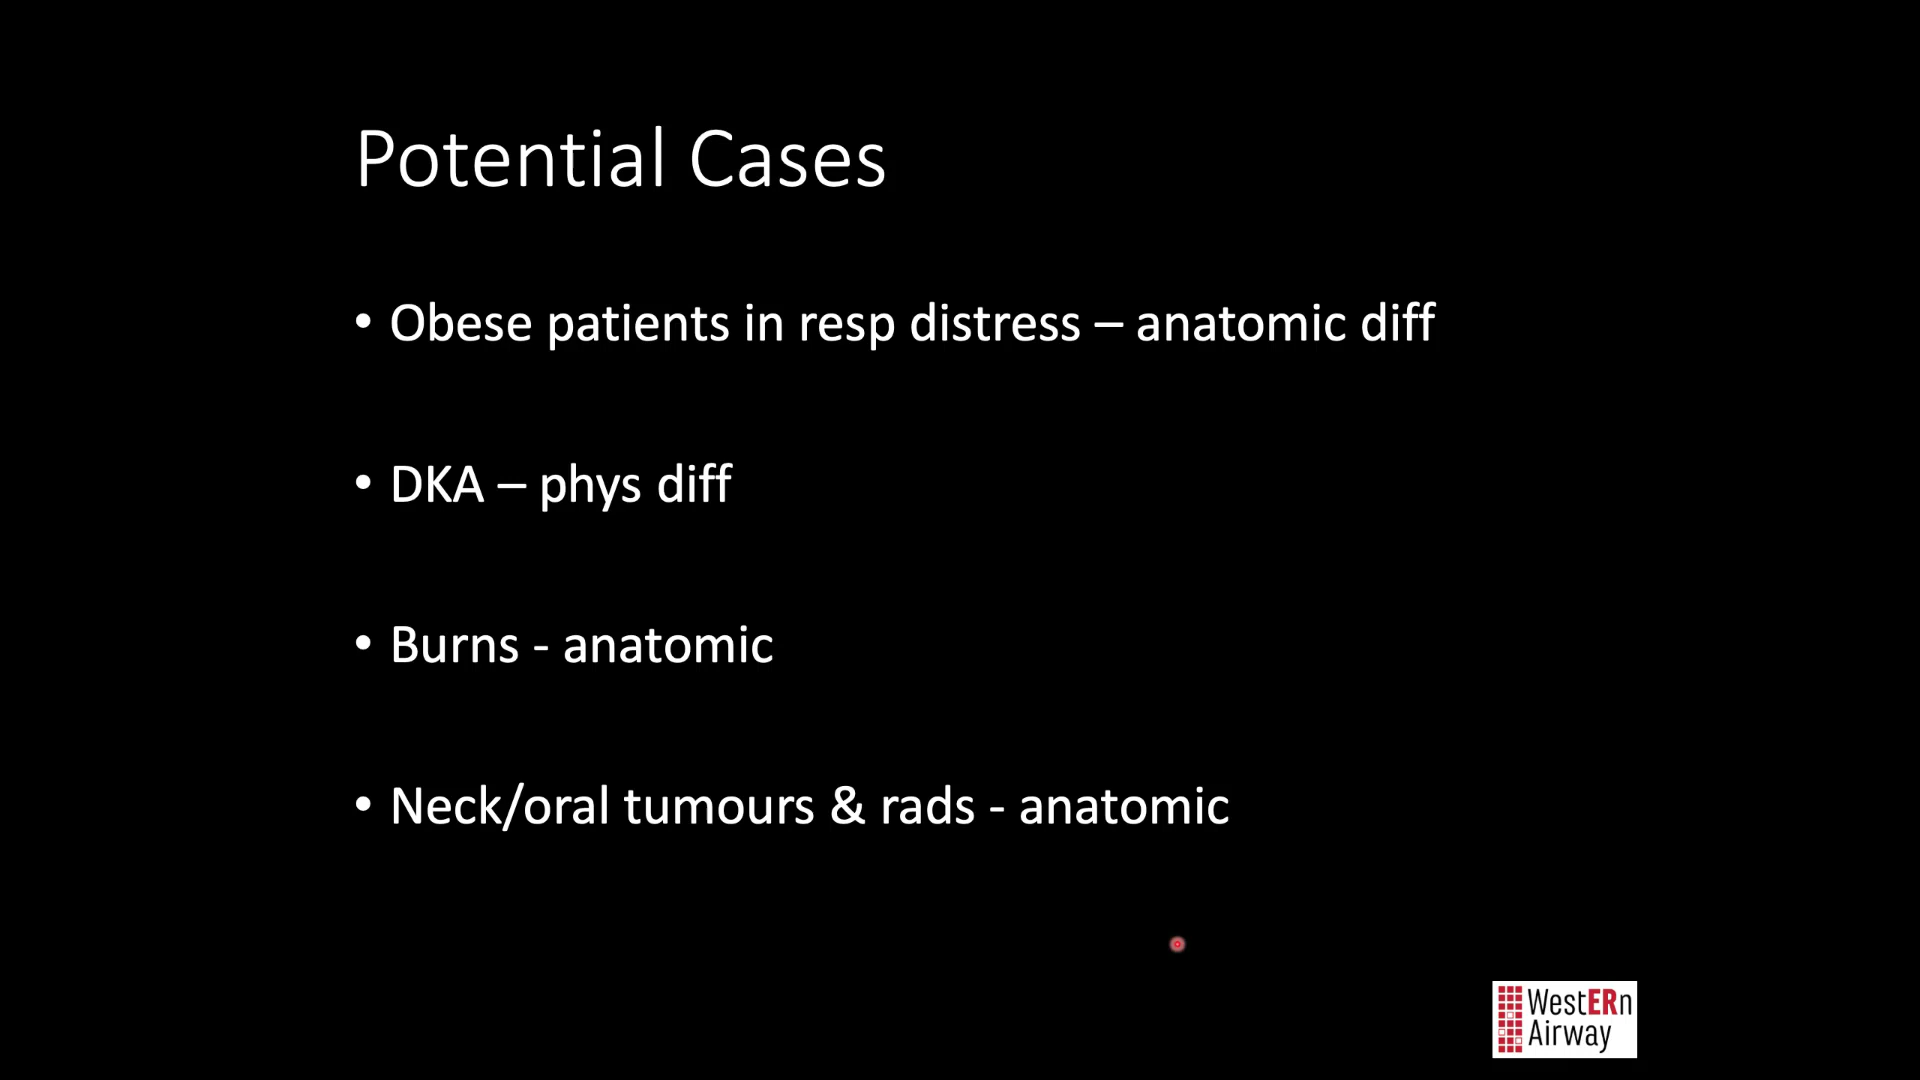 Potential Cases
• Obese patients in resp distress – anatomic diff
• DKA – phys diff
• Burns - anatomic
• Neck/oral tumours & rads - anatomic
WestERn
Airway